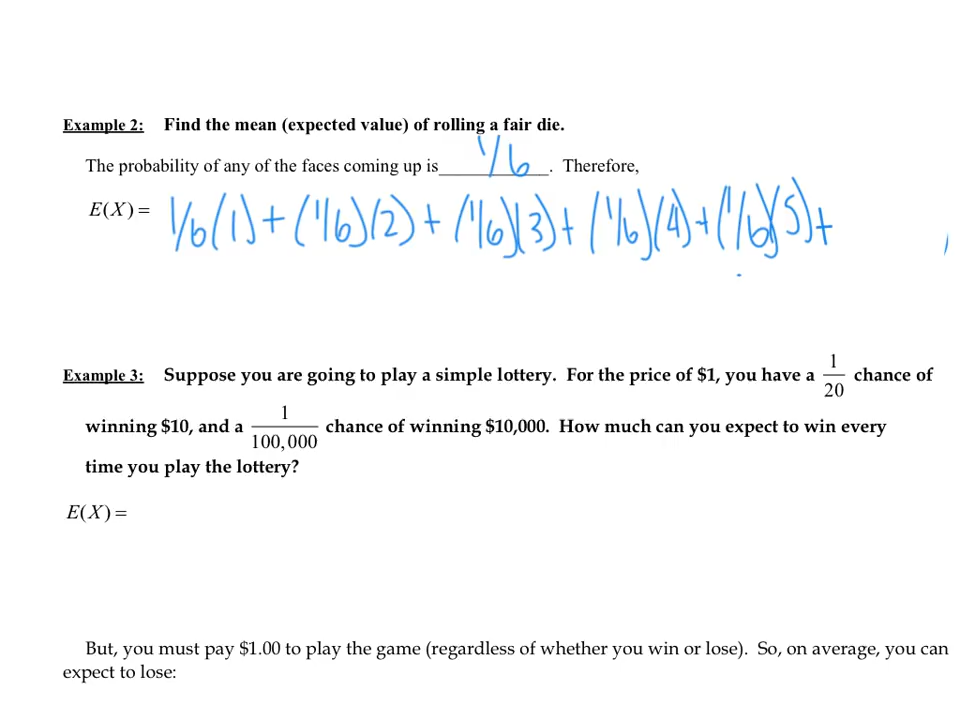 Example 2: Find the mean (expected value) of rolling a fair die.
The probability of any of the faces coming up is 1/6. Therefore,
E(X) = 1/6(1) + (1/6)(2) + (1/6)(3) + (1/6)(4) + (1/6)(5) +
Example 3: Suppose you are going to play a simple lottery. For the price of $1, you have a 1/20 chance of
winning $10, and a 1/100,000 chance of winning $10,000. How much can you expect to win every
time you play the lottery?
E(X) =
But, you must pay $1.00 to play the game (regardless of whether you win or lose). So, on average, you can
expect to lose: